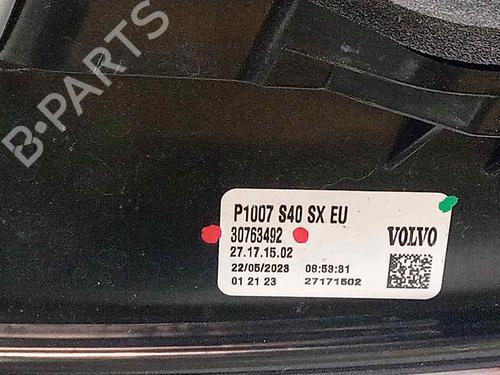 B-PARTS
P1007 S40 SX EU
30763492
VOLVO
27.17.15.02
22/05/2023 08:53:31
01 21 23 27171502